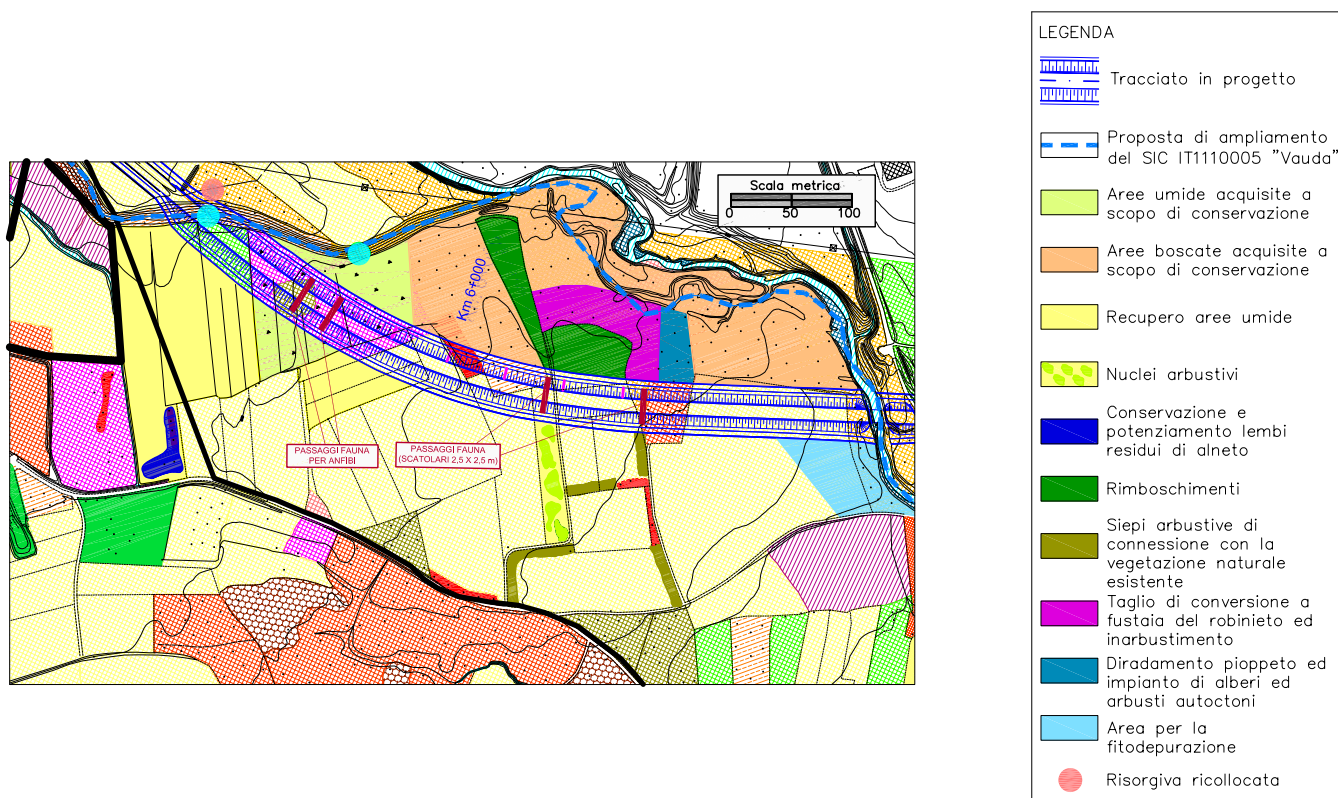 Scala metrica
0 50 100
Km 6+000
PASSAGGI FAUNA
PER ANFIBI
PASSAGGI FAUNA
(SCATOLARI 2,5 X 2,5 m)
LEGENDA
Tracciato in progetto
Proposta di ampliamento
del SIC IT1110005 "Vauda"
Aree umide acquisite a
scopo di conservazione
Aree boscate acquisite a
scopo di conservazione
Recupero aree umide
Nuclei arbustivi
Conservazione e
potenziamento lembi
residui di alneto
Rimboschimenti
Siepi arbustive di
connessione con la
vegetazione naturale
esistente
Taglio di conversione a
fustaia del robinieto ed
inarbustimento
Diradamento pioppeto ed
impianto di alberi ed
arbusti autoctoni
Area per la
fitodepurazione
Risorgiva ricollocata